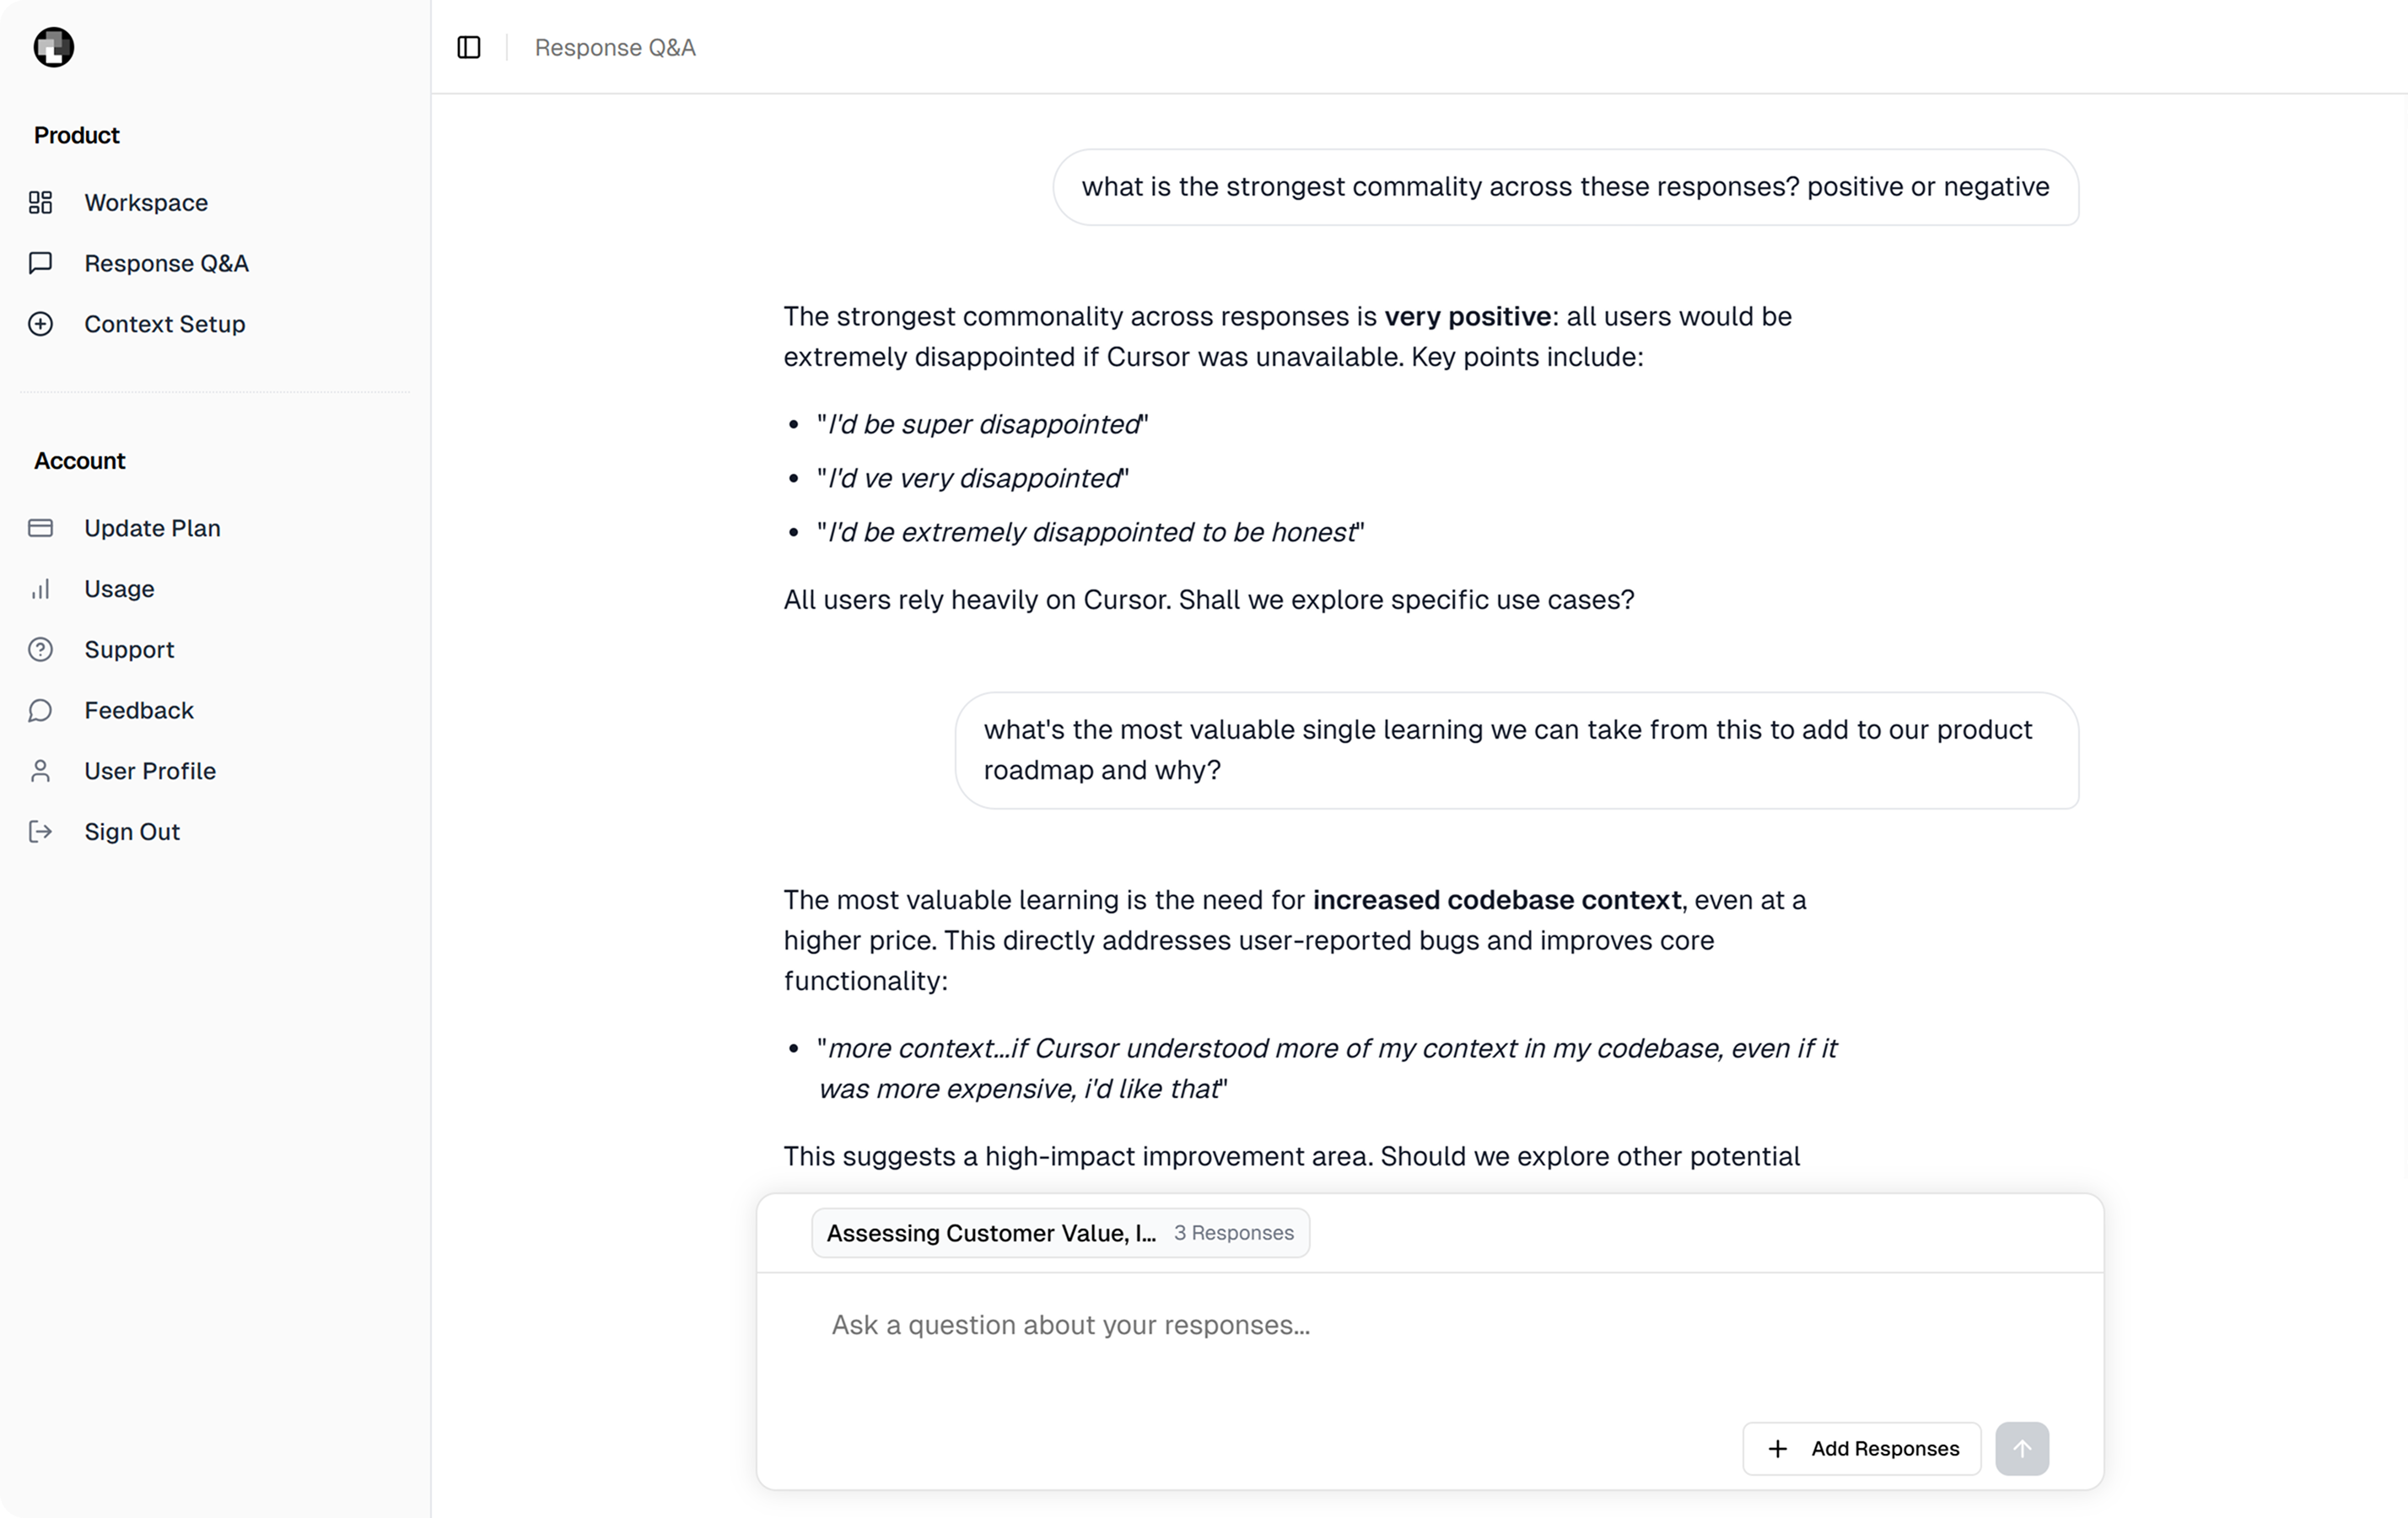 Product
Workspace
Response Q&A
Context Setup
Account
Update Plan
Usage
Support
Feedback
User Profile
Sign Out
Response Q&A
what is the strongest commality across these responses? positive or negative
The strongest commonality across responses is very positive: all users would be
extremely disappointed if Cursor was unavailable. Key points include:
• "I'd be super disappointed"
• "I'd ve very disappointed"
• "I'd be extremely disappointed to be honest"
All users rely heavily on Cursor. Shall we explore specific use cases?
what's the most valuable single learning we can take from this to add to our product
roadmap and why?
The most valuable learning is the need for increased codebase context, even at a
higher price. This directly addresses user-reported bugs and improves core
functionality:
• "more context...if Cursor understood more of my context in my codebase, even if it
was more expensive, i'd like that"
This suggests a high-impact improvement area. Should we explore other potential
Assessing Customer Value, I... 3 Responses
Ask a question about your responses...
Add Responses